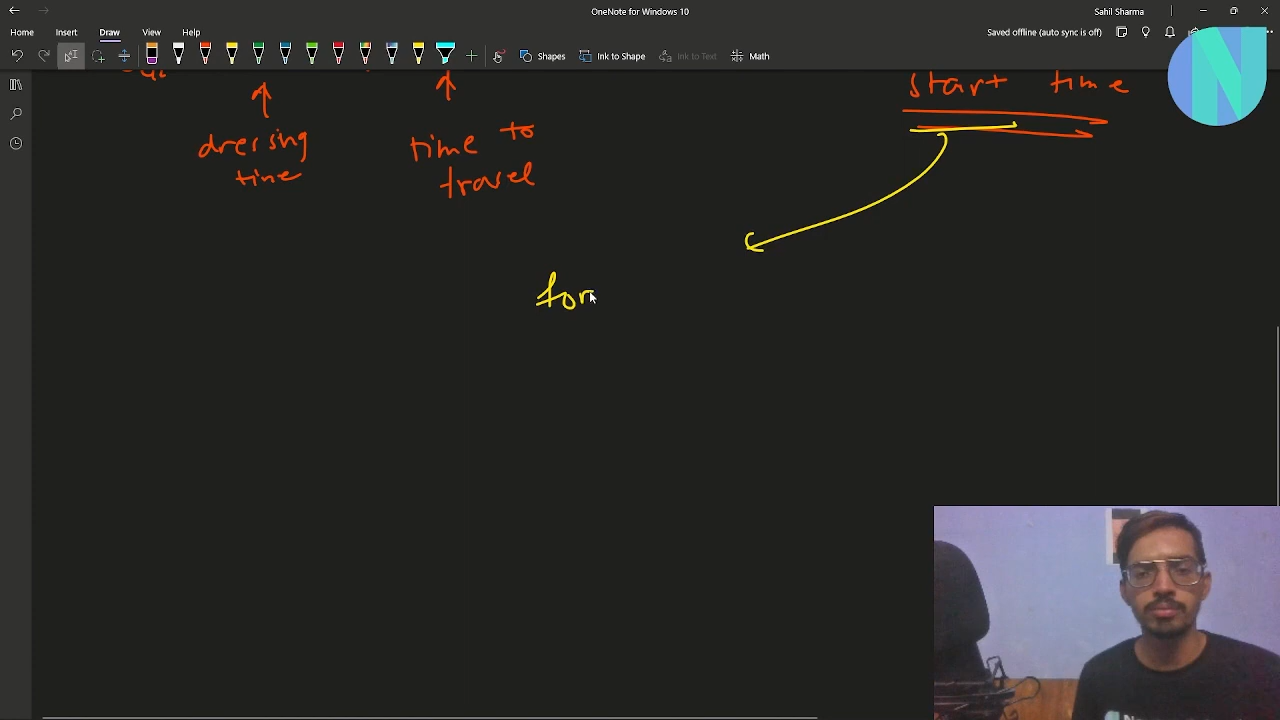 OneNote for Windows 10
Sahil Sharma
Home Insert Draw View Help
Saved offline (auto sync is off)
Shapes Ink to Shape Ink to Text Math
start time
dressing
time
time to
travel
for
N